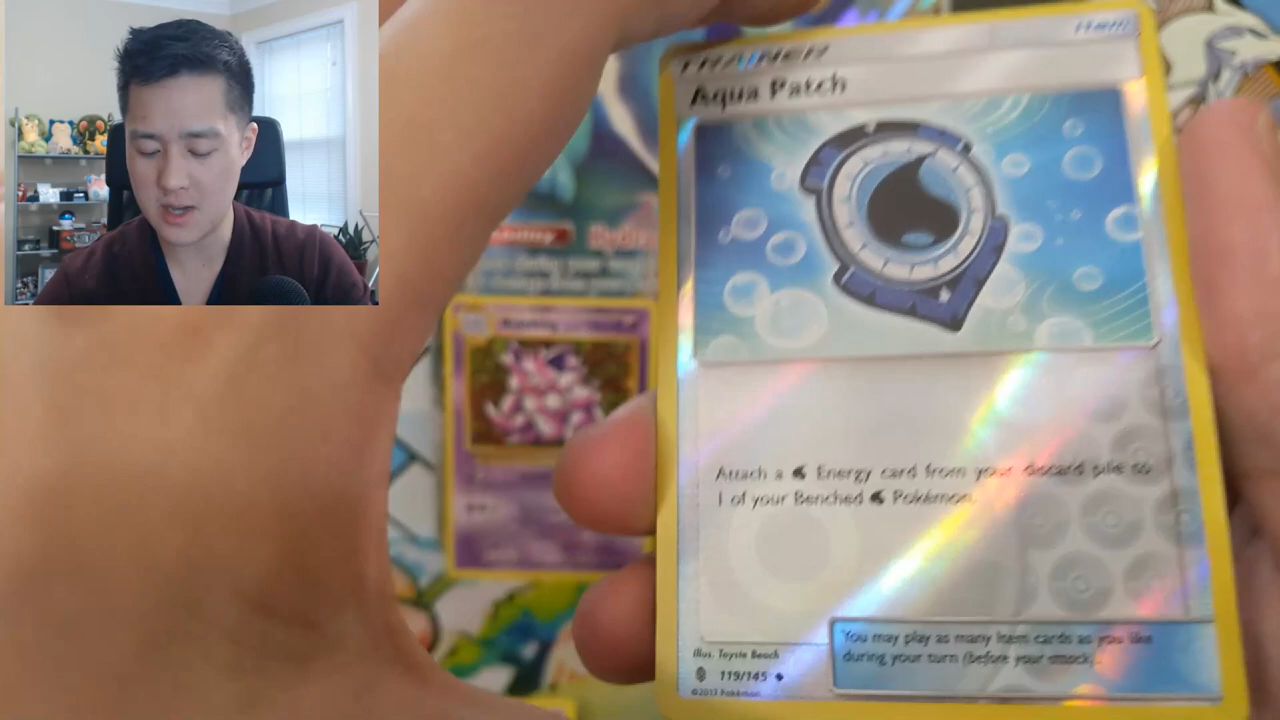 TRAINER
Item
Aqua Patch
Attach a Energy card from your discard pile to
1 of your Benched Pokémon.
You may play as many Item cards as you like
during your turn (before your attack).
Illus. Toyste Beach
119/145
©2017 Pokémon